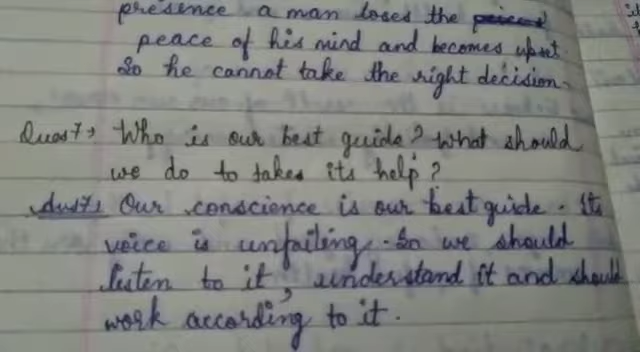 presence a man loses the
peace of his mind and becomes upset.
So he cannot take the right decision.
Ques7, Who is our best guide? What should
we do to takes its help?
Ans7, Our conscience is our best guide. Its
voice is unfailing. So we should
listen to it, understand it and should
work according to it.